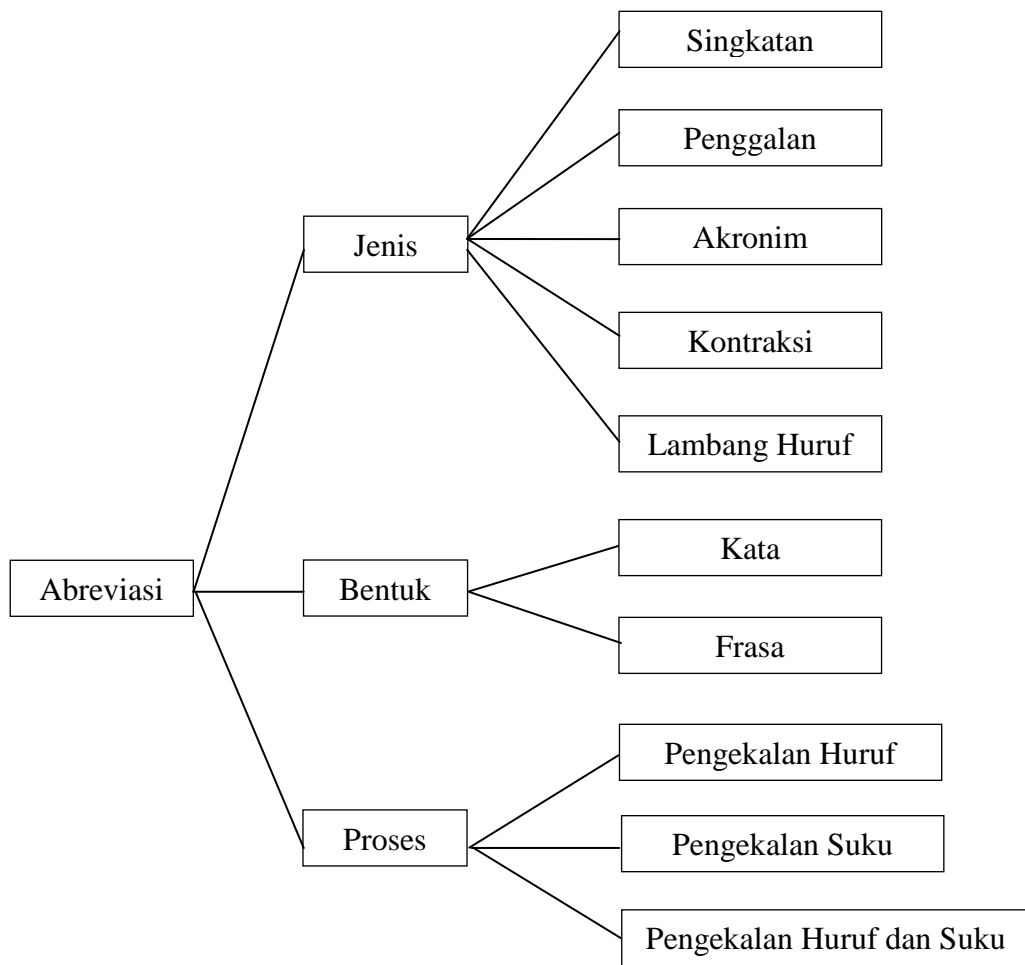 Singkatan
Penggalan
Akronim
Jenis
Kontraksi
Lambang Huruf
Kata
Abreviasi
Bentuk
Frasa
Pengekalan Huruf
Proses
Pengekalan Suku
Pengekalan Huruf dan Suku